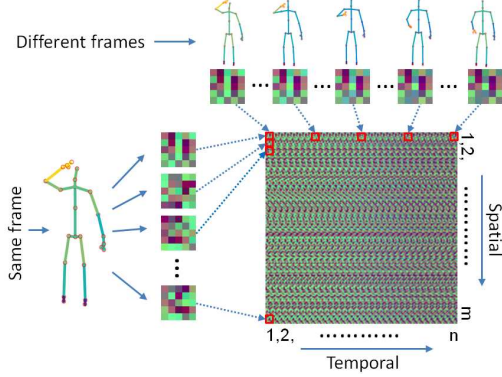 Different frames
... ... ... ...
1,2,
Same frame
...
............
Spatial
m
1,2, ............ n
Temporal